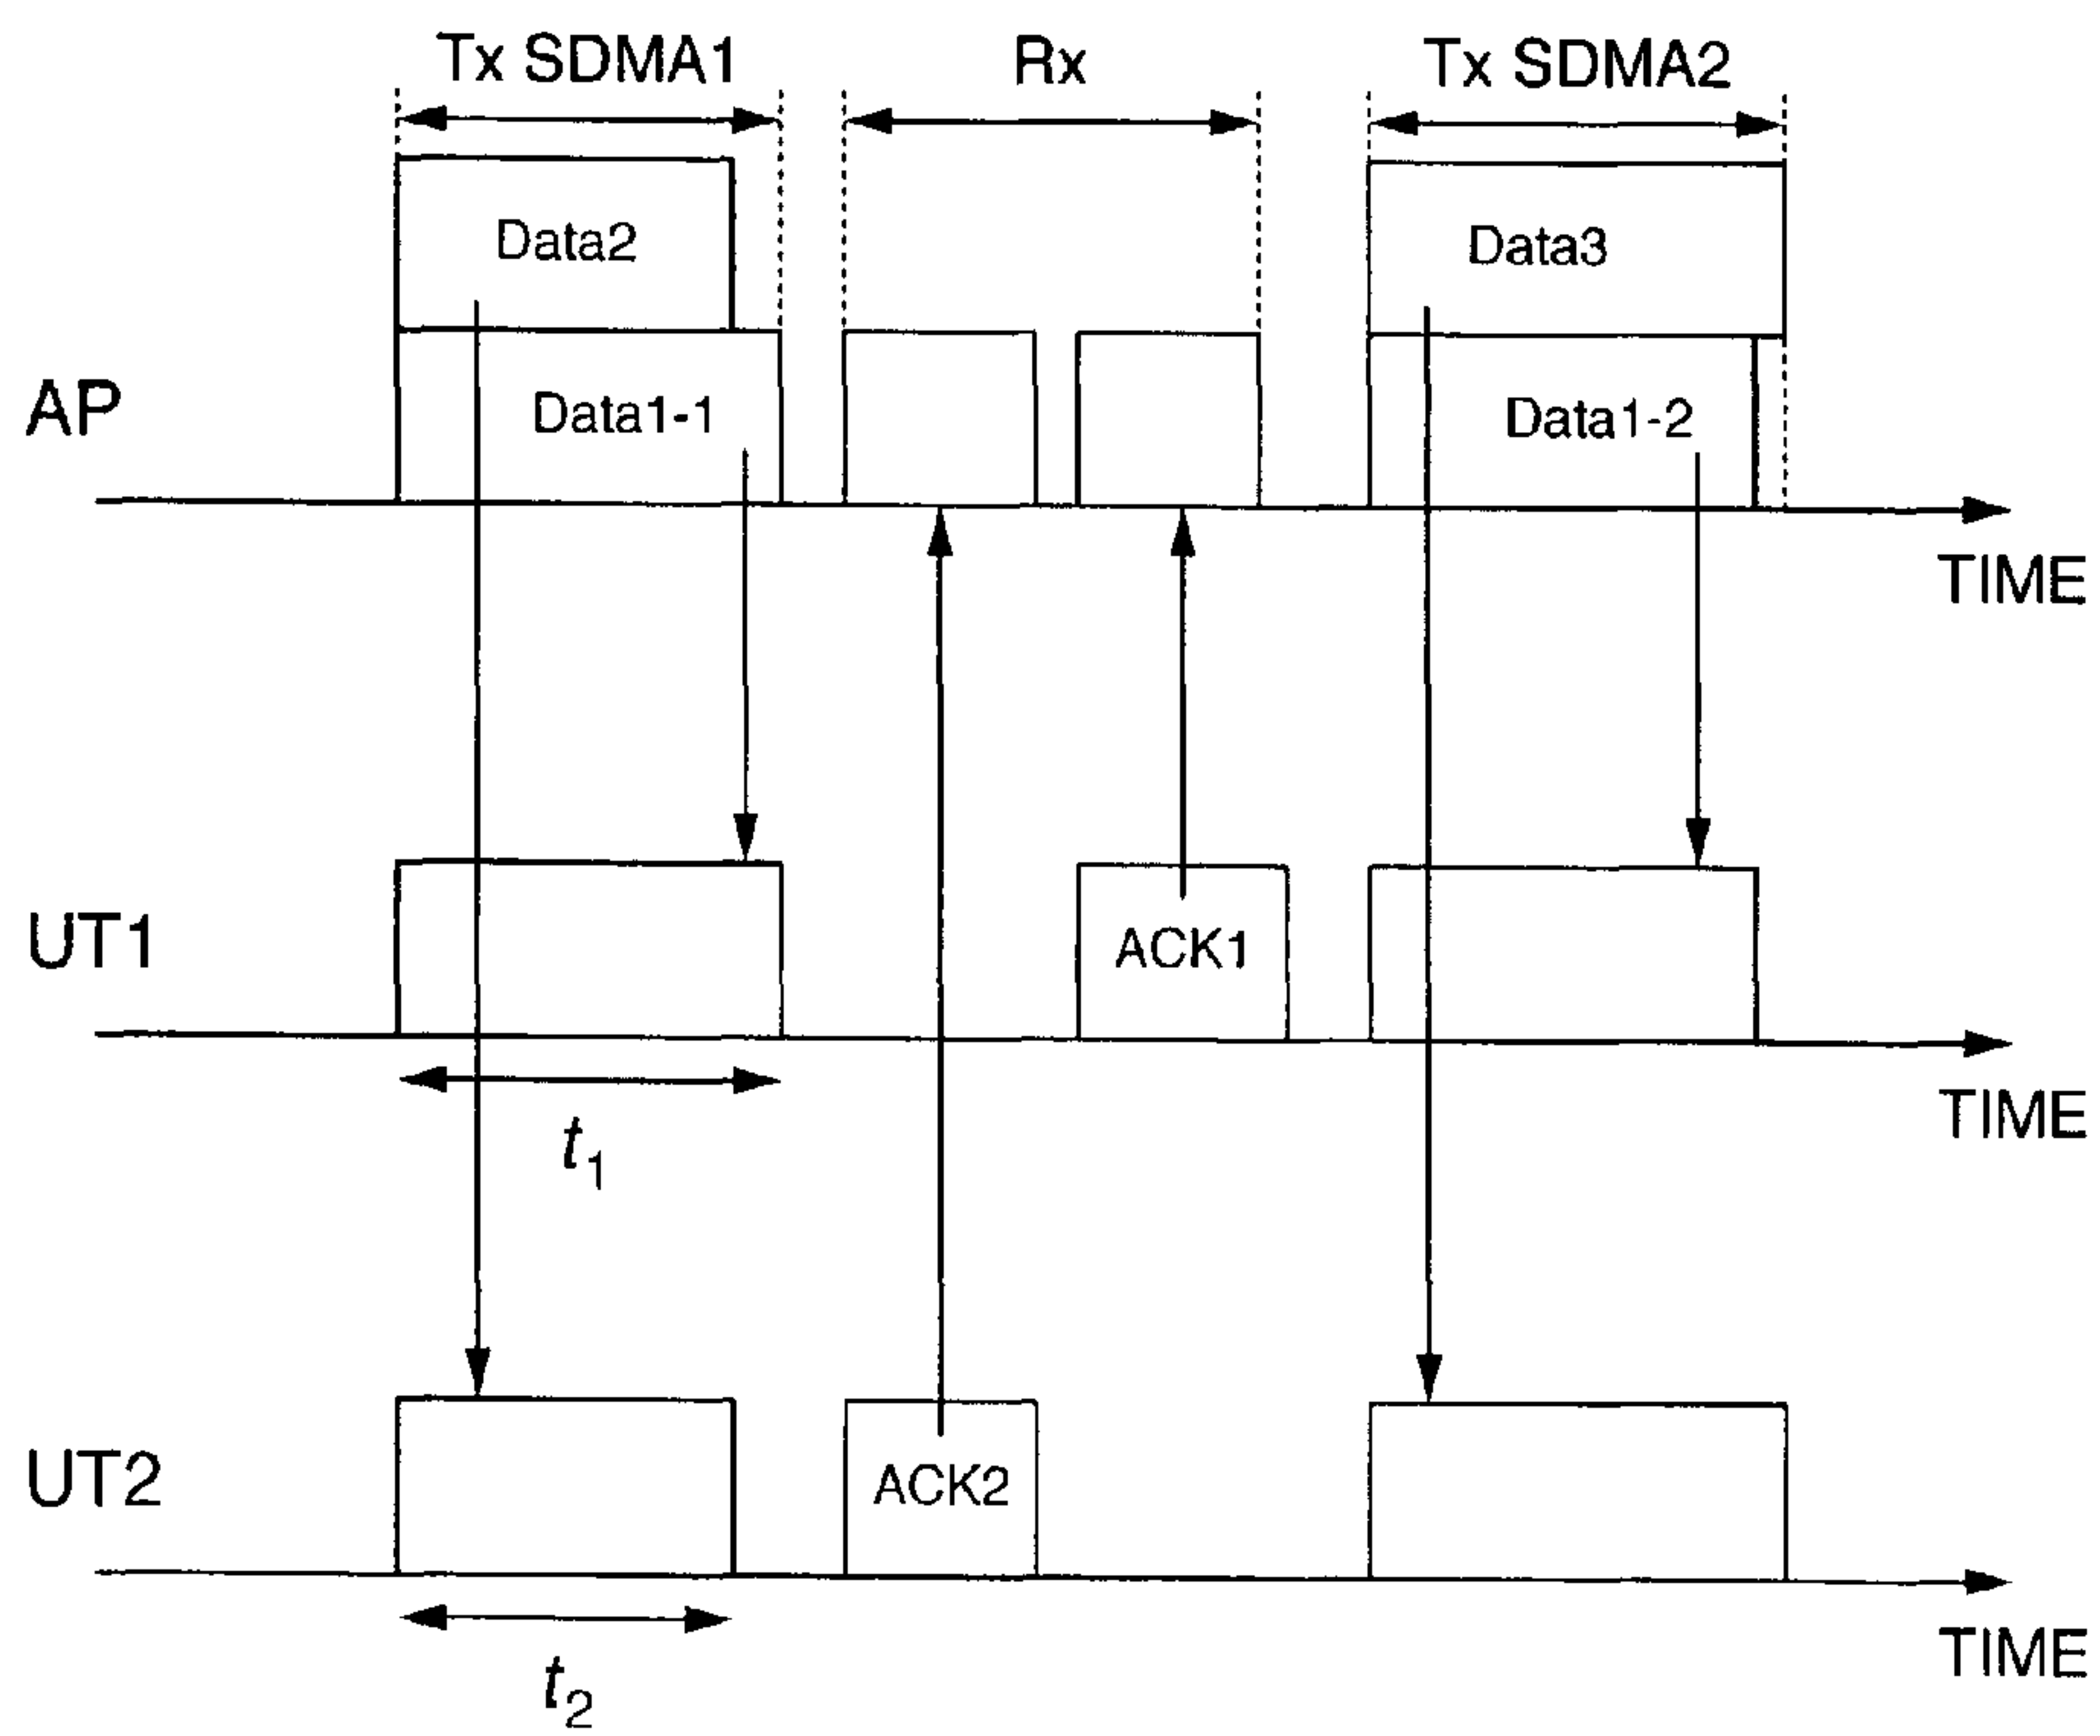 Tx SDMA1 Rx Tx SDMA2
Data2 Data3
AP Data1-1 Data1-2
TIME
UT1 ACK1
TIME
t1
UT2 ACK2
TIME
t2